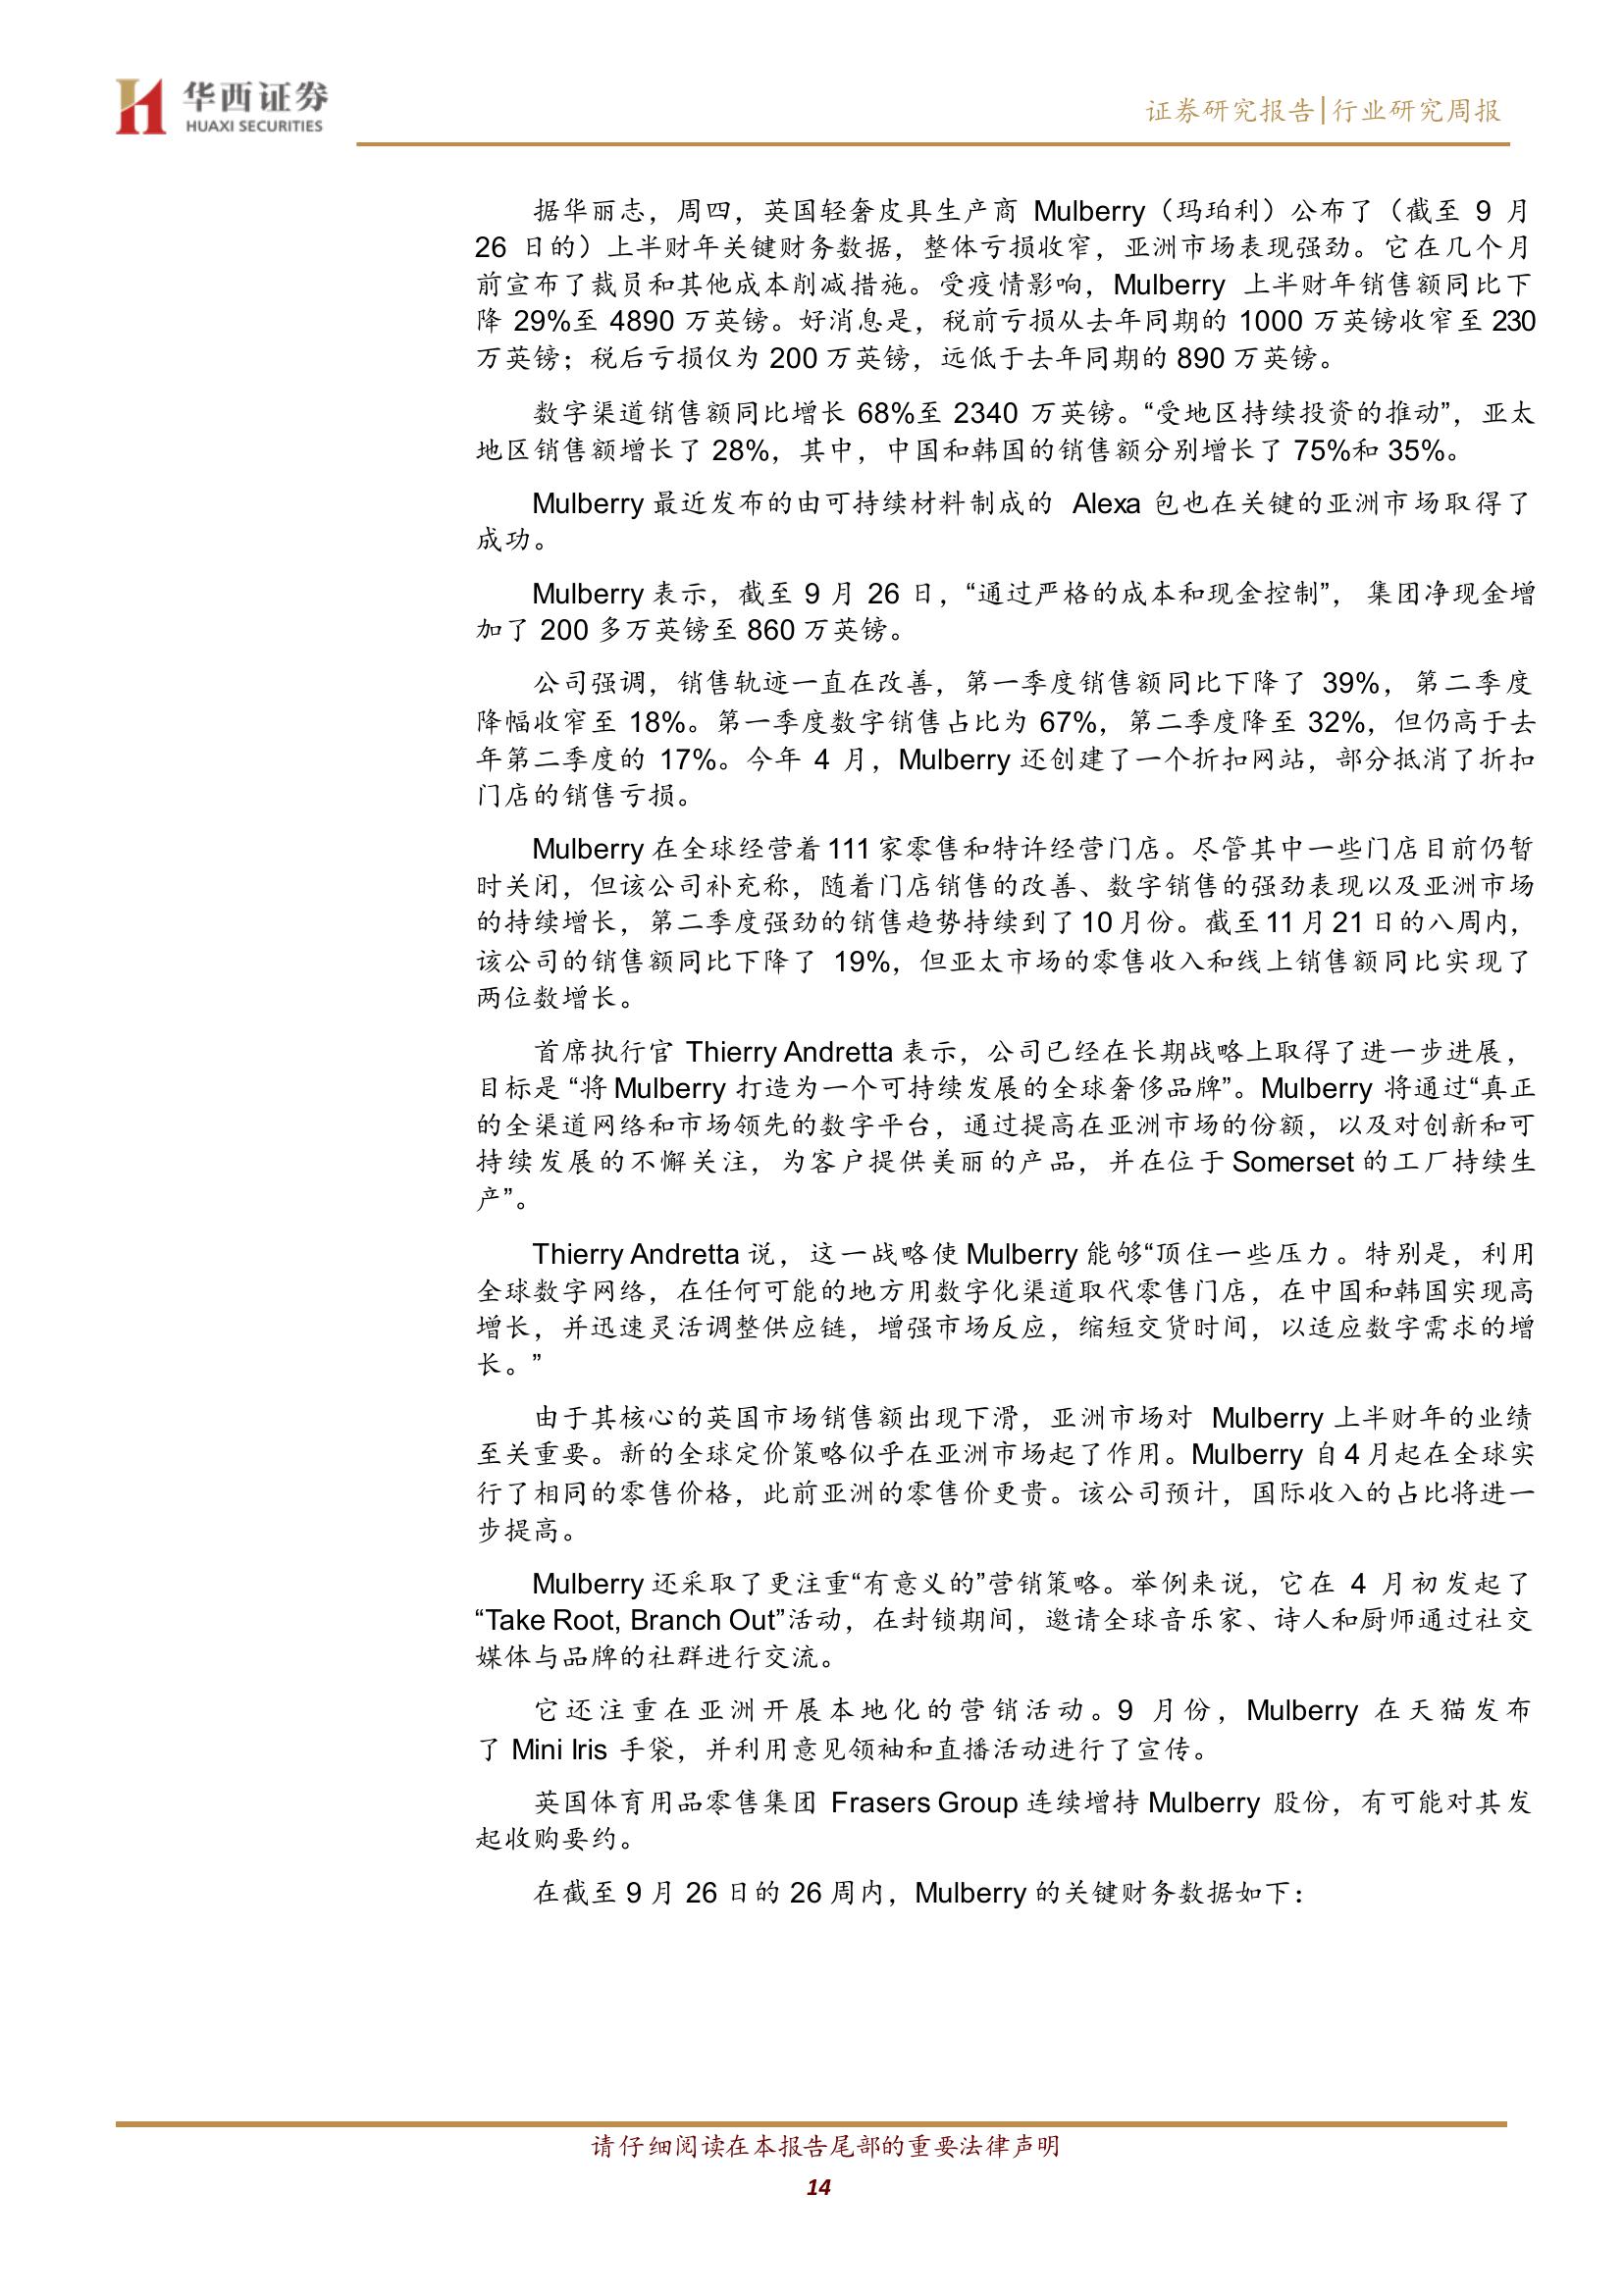 华西证券
HUAXI SECURITIES
证券研究报告|行业研究周报
据华丽志，周四，英国轻奢皮具生产商 Mulberry（玛珀利）公布了（截至 9 月
26 日的）上半财年关键财务数据，整体亏损收窄，亚洲市场表现强劲。它在几个月
前宣布了裁员和其他成本削减措施。受疫情影响，Mulberry 上半财年销售额同比下
降 29%至 4890 万英镑。好消息是，税前亏损从去年同期的 1000 万英镑收窄至 230
万英镑；税后亏损仅为 200 万英镑，远低于去年同期的 890 万英镑。
数字渠道销售额同比增长 68%至 2340 万英镑。“受地区持续投资的推动”，亚太
地区销售额增长了 28%，其中，中国和韩国的销售额分别增长了 75%和 35%。
Mulberry 最近发布的由可持续材料制成的 Alexa 包也在关键的亚洲市场取得了
成功。
Mulberry 表示，截至 9 月 26 日，“通过严格的成本和现金控制”， 集团净现金增
加了 200 多万英镑至 860 万英镑。
公司强调，销售轨迹一直在改善，第一季度销售额同比下降了 39%，第二季度
降幅收窄至 18%。第一季度数字销售占比为 67%，第二季度降至 32%，但仍高于去
年第二季度的 17%。今年 4 月，Mulberry 还创建了一个折扣网站，部分抵消了折扣
门店的销售亏损。
Mulberry 在全球经营着 111 家零售和特许经营门店。尽管其中一些门店目前仍暂
时关闭，但该公司补充称，随着门店销售的改善、数字销售的强劲表现以及亚洲市场
的持续增长，第二季度强劲的销售趋势持续到了 10 月份。截至 11 月 21 日的八周内，
该公司的销售额同比下降了 19%，但亚太市场的零售收入和线上销售额同比实现了
两位数增长。
首席执行官 Thierry Andretta 表示，公司已经在长期战略上取得了进一步进展，
目标是 “将 Mulberry 打造为一个可持续发展的全球奢侈品牌”。Mulberry 将通过“真正
的全渠道网络和市场领先的数字平台，通过提高在亚洲市场的份额，以及对创新和可
持续发展的不懈关注，为客户提供美丽的产品，并在位于 Somerset 的工厂持续生
产”。
Thierry Andretta 说，这一战略使 Mulberry 能够“顶住一些压力。特别是，利用
全球数字网络，在任何可能的地方用数字化渠道取代零售门店，在中国和韩国实现高
增长，并迅速灵活调整供应链，增强市场反应，缩短交货时间，以适应数字需求的增
长。”
由于其核心的英国市场销售额出现下滑，亚洲市场对 Mulberry 上半财年的业绩
至关重要。新的全球定价策略似乎在亚洲市场起了作用。Mulberry 自 4 月起在全球实
行了相同的零售价格，此前亚洲的零售价更贵。该公司预计，国际收入的占比将进一
步提高。
Mulberry 还采取了更注重“有意义的”营销策略。举例来说，它在 4 月初发起了
“Take Root, Branch Out”活动，在封锁期间，邀请全球音乐家、诗人和厨师通过社交
媒体与品牌的社群进行交流。
它还注重在亚洲开展本地化的营销活动。9 月份，Mulberry 在天猫发布
了 Mini Iris 手袋，并利用意见领袖和直播活动进行了宣传。
英国体育用品零售集团 Frasers Group 连续增持 Mulberry 股份，有可能对其发
起收购要约。
在截至 9 月 26 日的 26 周内，Mulberry 的关键财务数据如下：
请仔细阅读在本报告尾部的重要法律声明
14